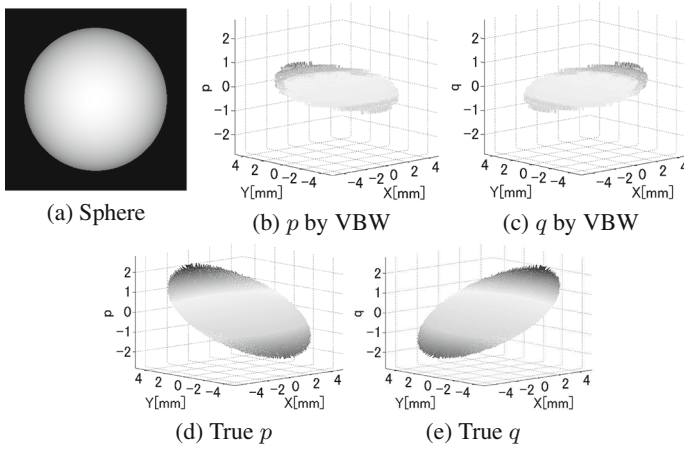 2
1
0
-1
-2
p
4 2 0 -2 -4
Y[mm]
-4 -2 0 2 4
X[mm]
2
1
0
-1
-2
q
4 2 0 -2 -4
Y[mm]
-4 -2 0 2 4
X[mm]
(a) Sphere
(b) p by VBW
(c) q by VBW
2
1
0
-1
-2
p
4 2 0 -2 -4
Y[mm]
-4 -2 0 2 4
X[mm]
2
1
0
-1
-2
q
4 2 0 -2 -4
Y[mm]
-4 -2 0 2 4
X[mm]
(d) True p
(e) True q